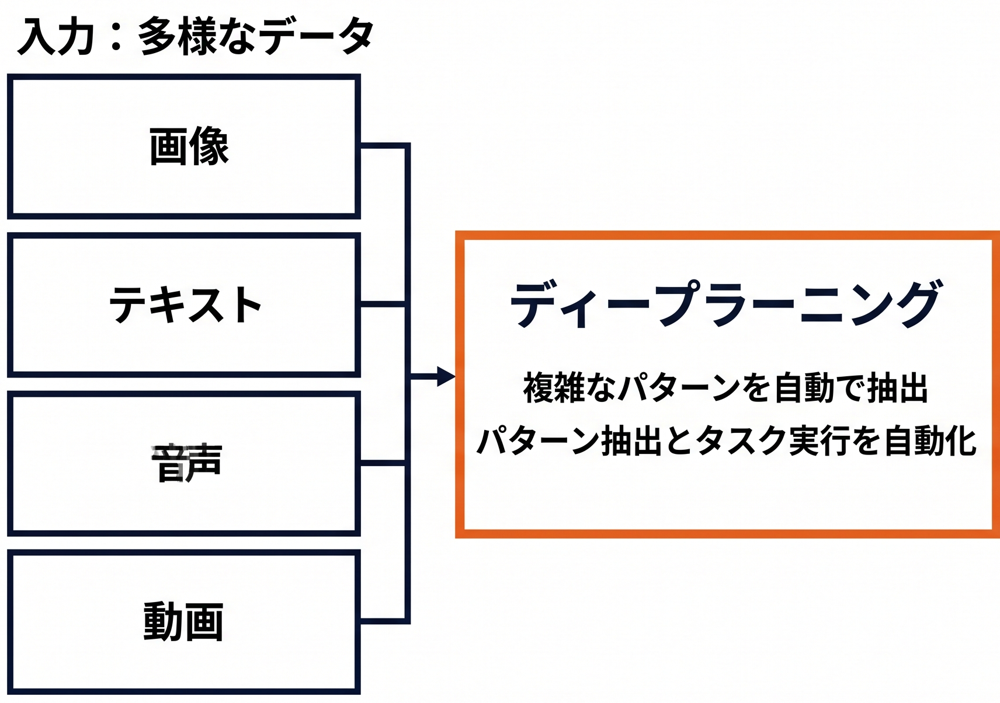 入力：多様なデータ
画像
テキスト
音声
動画
ディープラーニング
複雑なパターンを自動で抽出
パターン抽出とタスク実行を自動化